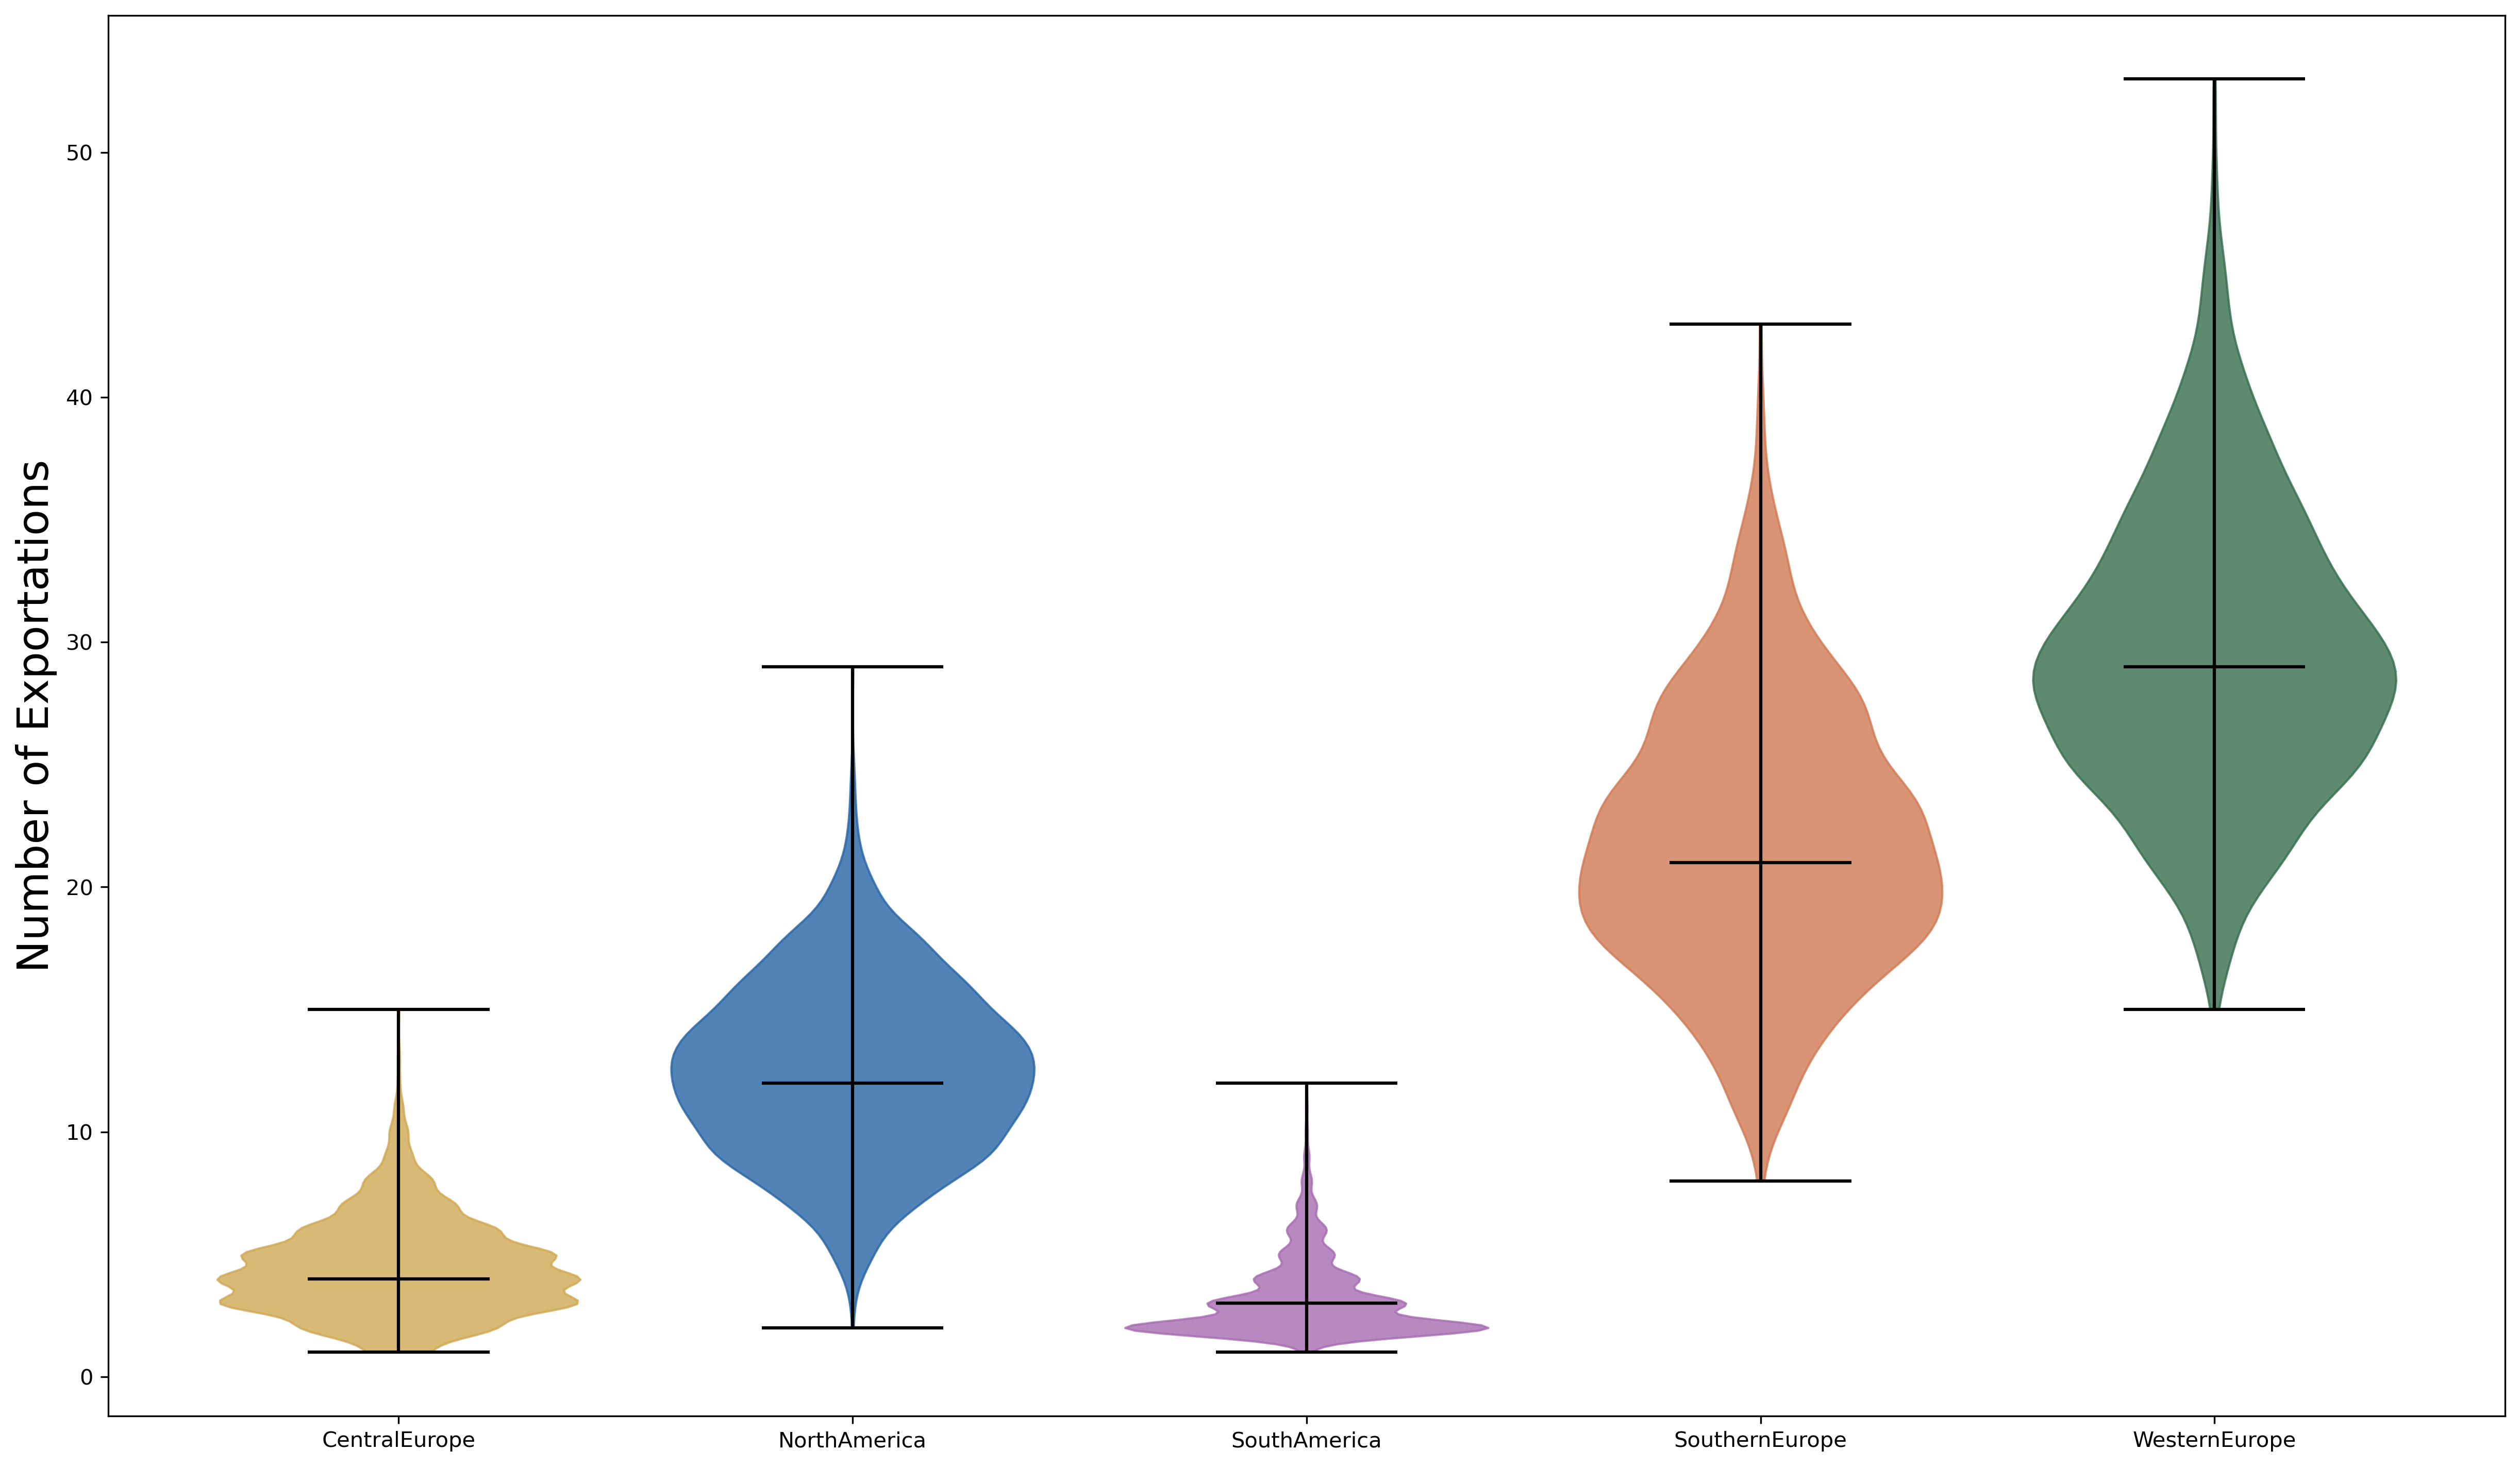 Number of Exportations
50
40
30
20
10
0
CentralEurope
NorthAmerica
SouthAmerica
SouthernEurope
WesternEurope